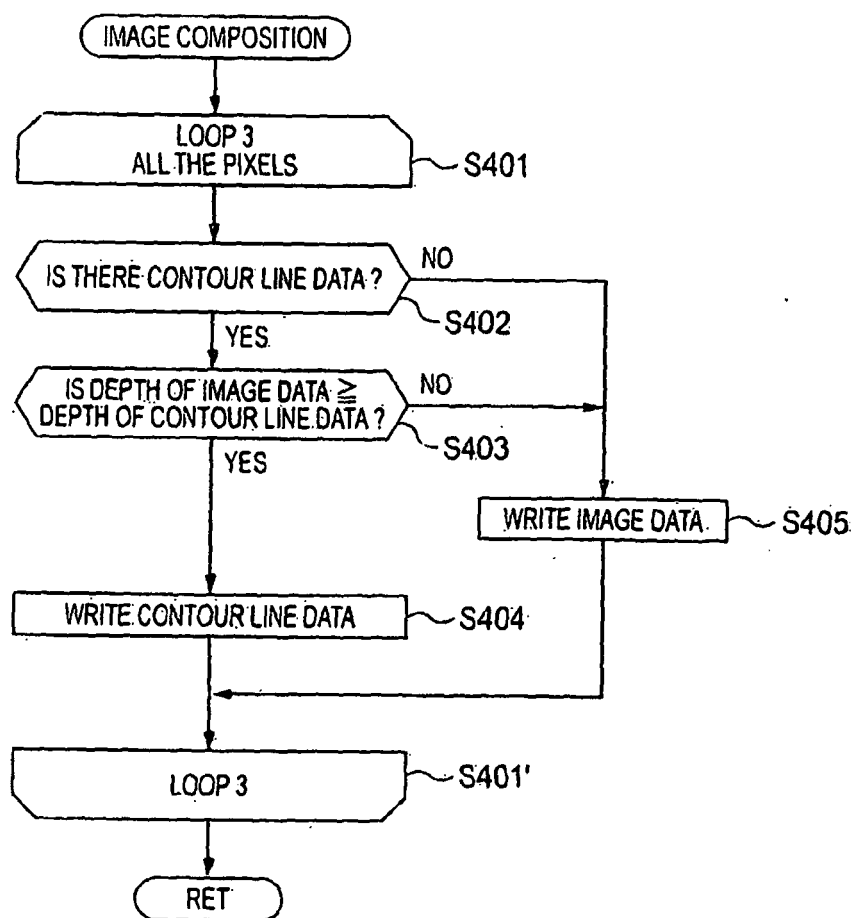 IMAGE COMPOSITION
LOOP 3
ALL THE PIXELS
S401
IS THERE CONTOUR LINE DATA ?
NO
S402
YES
IS DEPTH OF IMAGE DATA ≧
DEPTH OF CONTOUR LINE DATA ?
NO
S403
YES
WRITE IMAGE DATA
S405
WRITE CONTOUR LINE DATA
S404
LOOP 3
S401'
RET